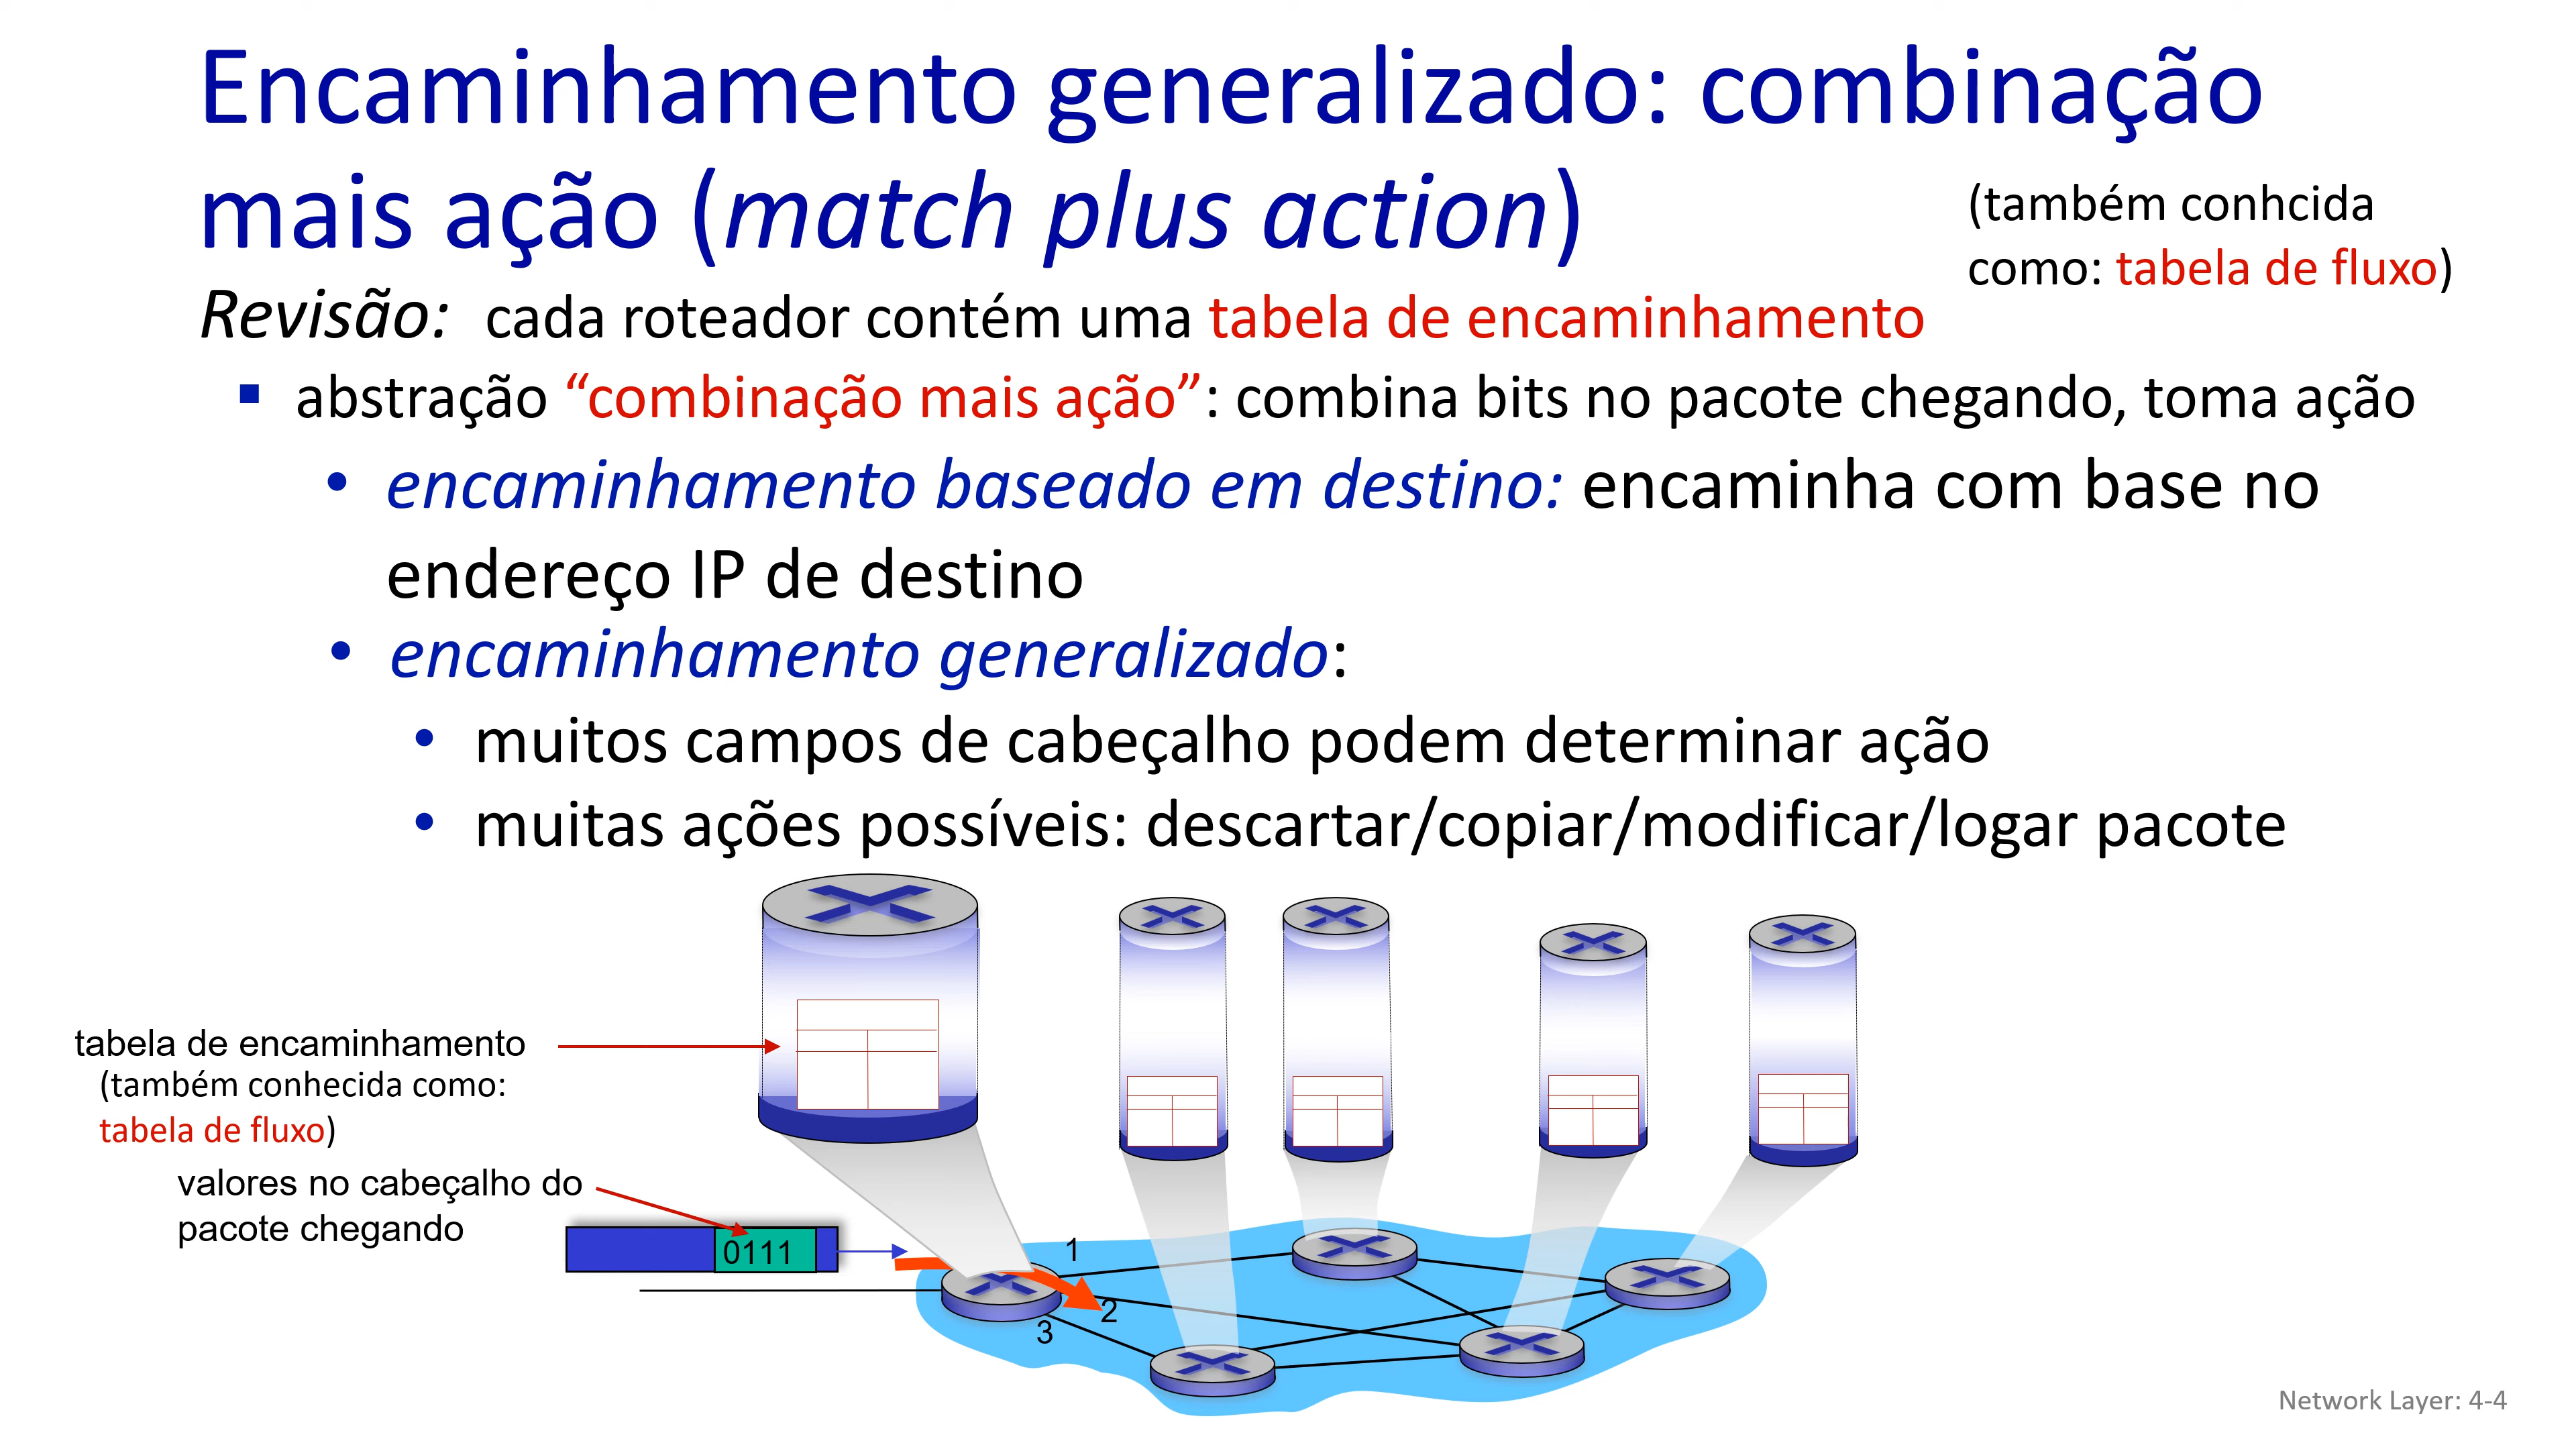 Encaminhamento generalizado: combinação
mais ação (match plus action)
(também conhcida
como: tabela de fluxo)
Revisão: cada roteador contém uma tabela de encaminhamento
▪ abstração “combinação mais ação”: combina bits no pacote chegando, toma ação
• encaminhamento baseado em destino: encaminha com base no
endereço IP de destino
• encaminhamento generalizado:
• muitos campos de cabeçalho podem determinar ação
• muitas ações possíveis: descartar/copiar/modificar/logar pacote
tabela de encaminhamento
(também conhecida como:
tabela de fluxo)
valores no cabeçalho do
pacote chegando
0111
1
2
3
Network Layer: 4-4